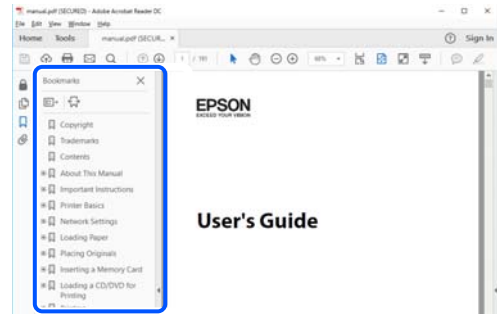 manual.pdf (SECURED) - Adobe Acrobat Reader DC
File Edit View Window Help
Home Tools manual.pdf (SECUR... × Sign In
1 / 191
Bookmarks
Copyright
Trademarks
Contents
About This Manual
Important Instructions
Printer Basics
Network Settings
Loading Paper
Placing Originals
Inserting a Memory Card
Loading a CD/DVD for
Printing
EPSON
EXCEED YOUR VISION
User's Guide